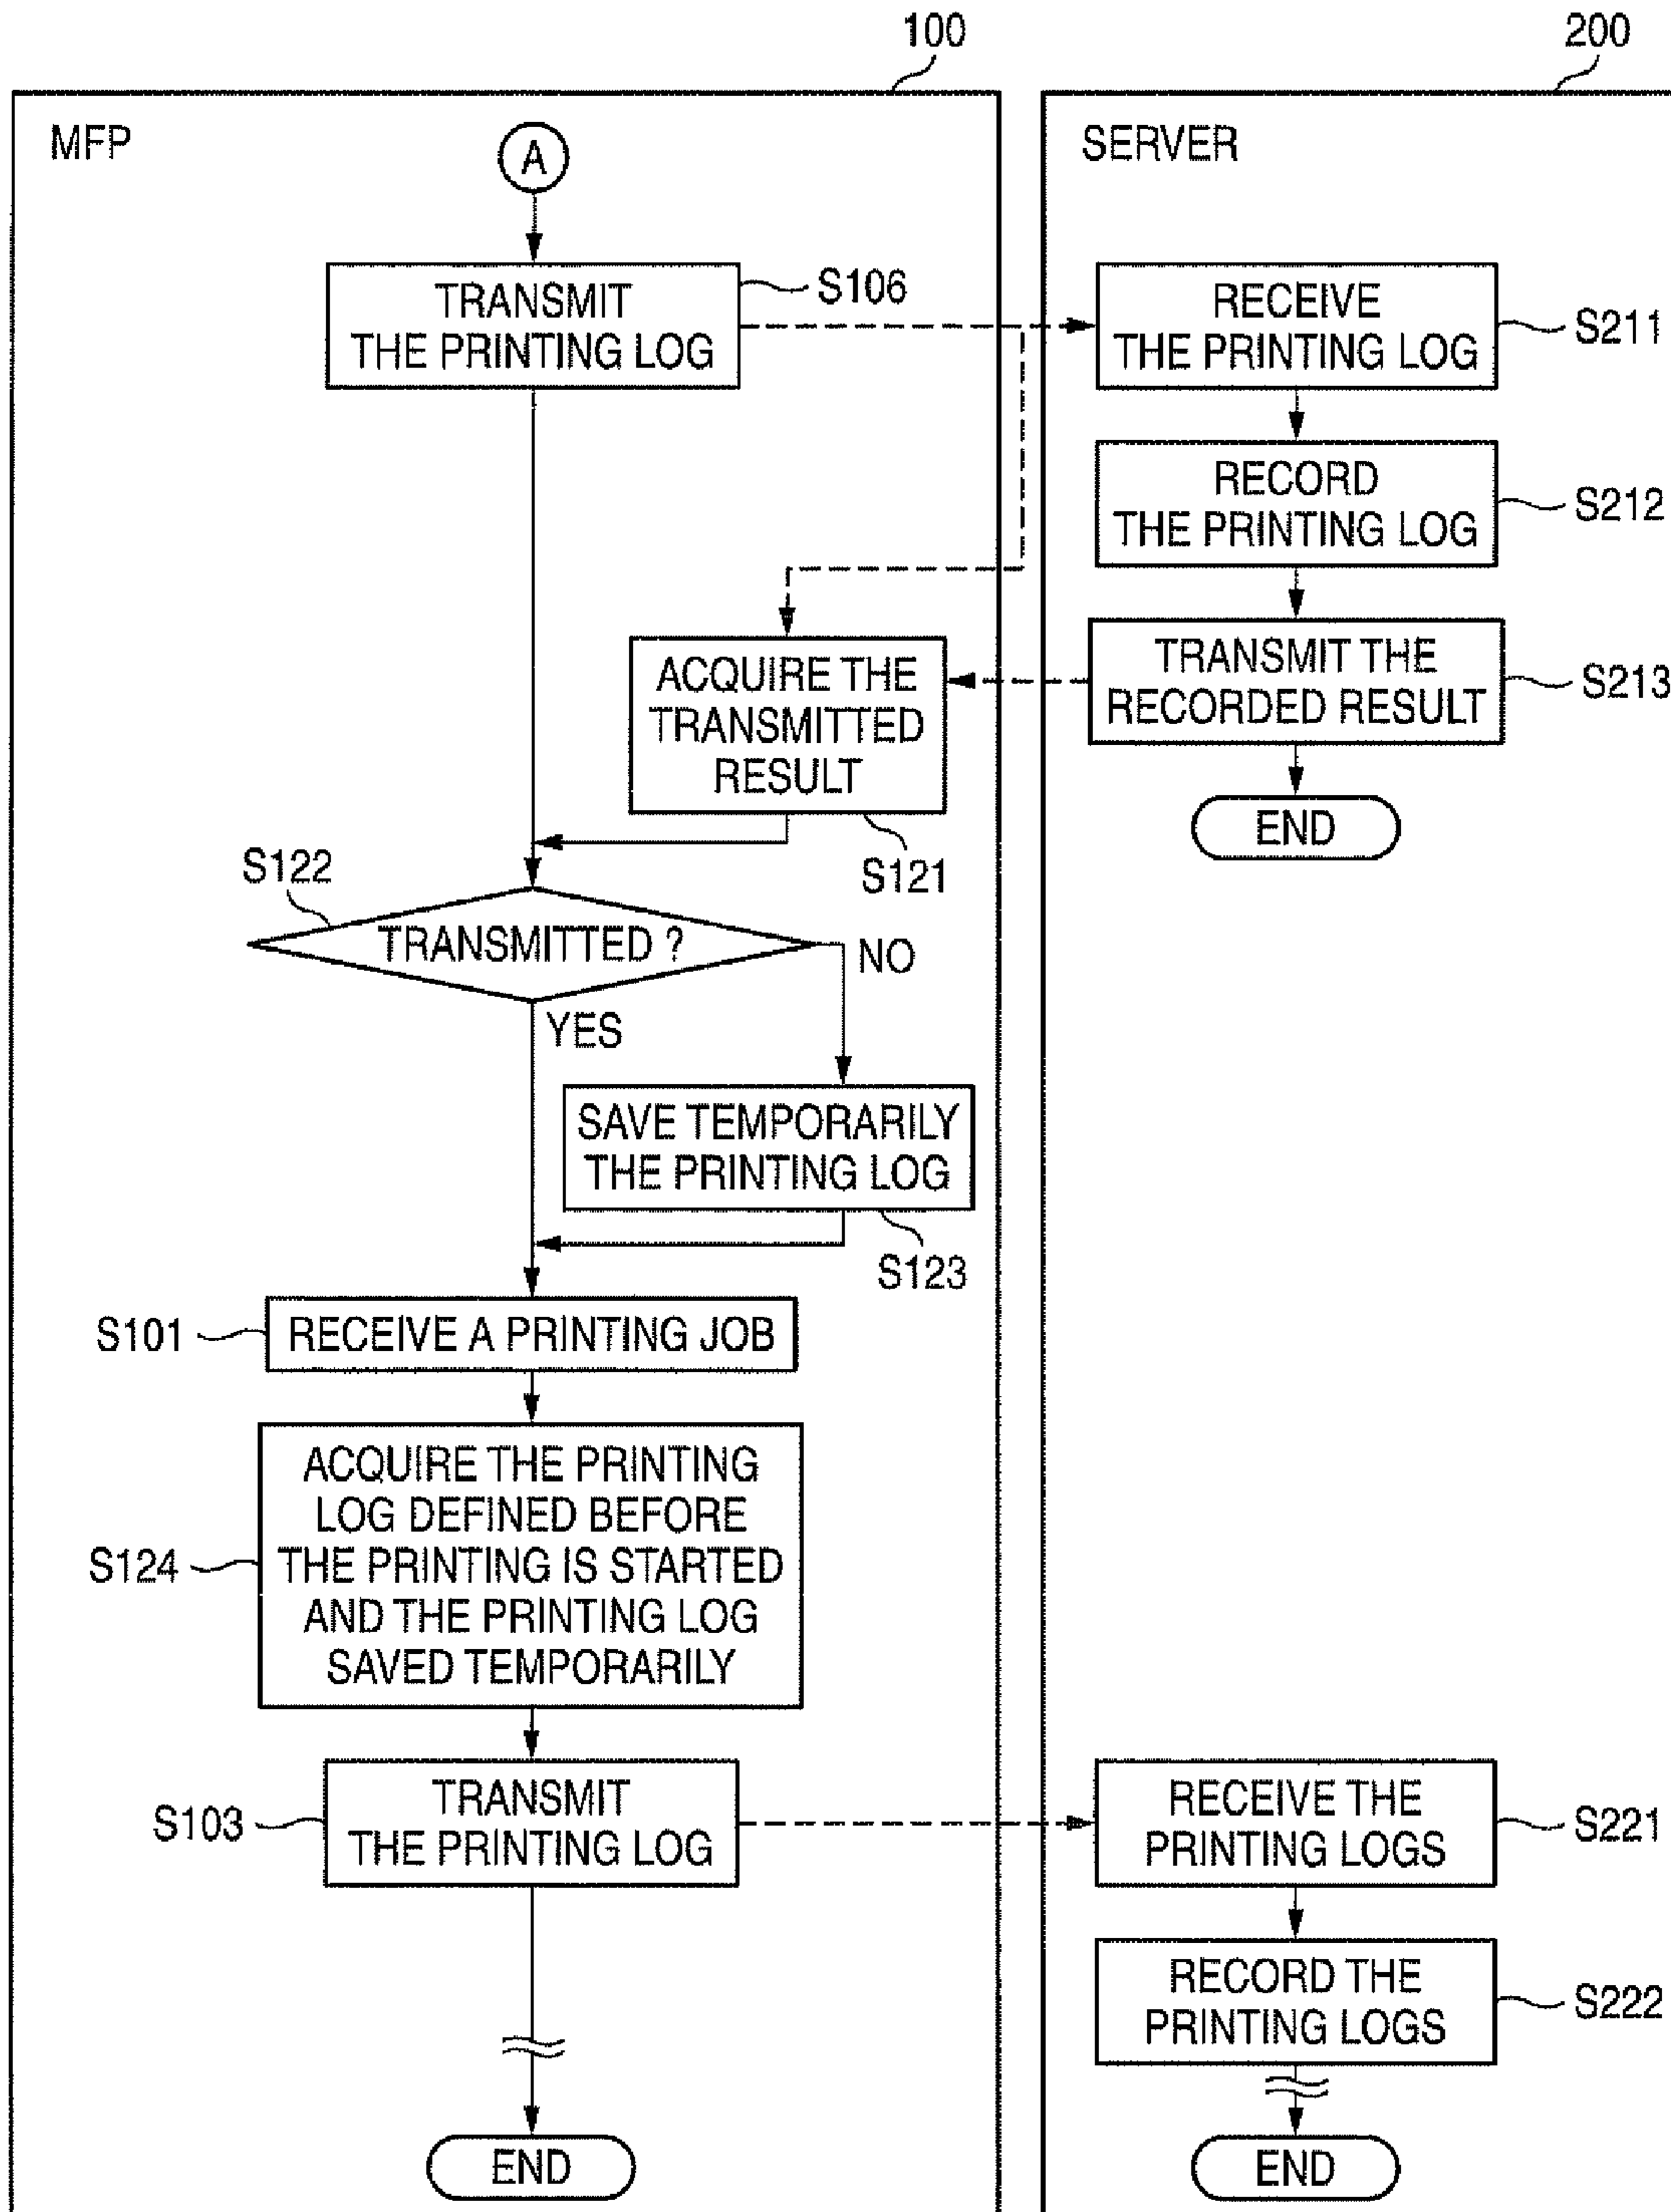 100
200
MFP
SERVER
A
TRANSMIT
THE PRINTING LOG
S106
RECEIVE
THE PRINTING LOG
S211
RECORD
THE PRINTING LOG
S212
ACQUIRE THE
TRANSMITTED
RESULT
S121
TRANSMIT THE
RECORDED RESULT
S213
END
S122
TRANSMITTED ?
NO
YES
SAVE TEMPORARILY
THE PRINTING LOG
S123
S101
RECEIVE A PRINTING JOB
S124
ACQUIRE THE PRINTING
LOG DEFINED BEFORE
THE PRINTING IS STARTED
AND THE PRINTING LOG
SAVED TEMPORARILY
S103
TRANSMIT
THE PRINTING LOG
RECEIVE THE
PRINTING LOGS
S221
RECORD THE
PRINTING LOGS
S222
END
END